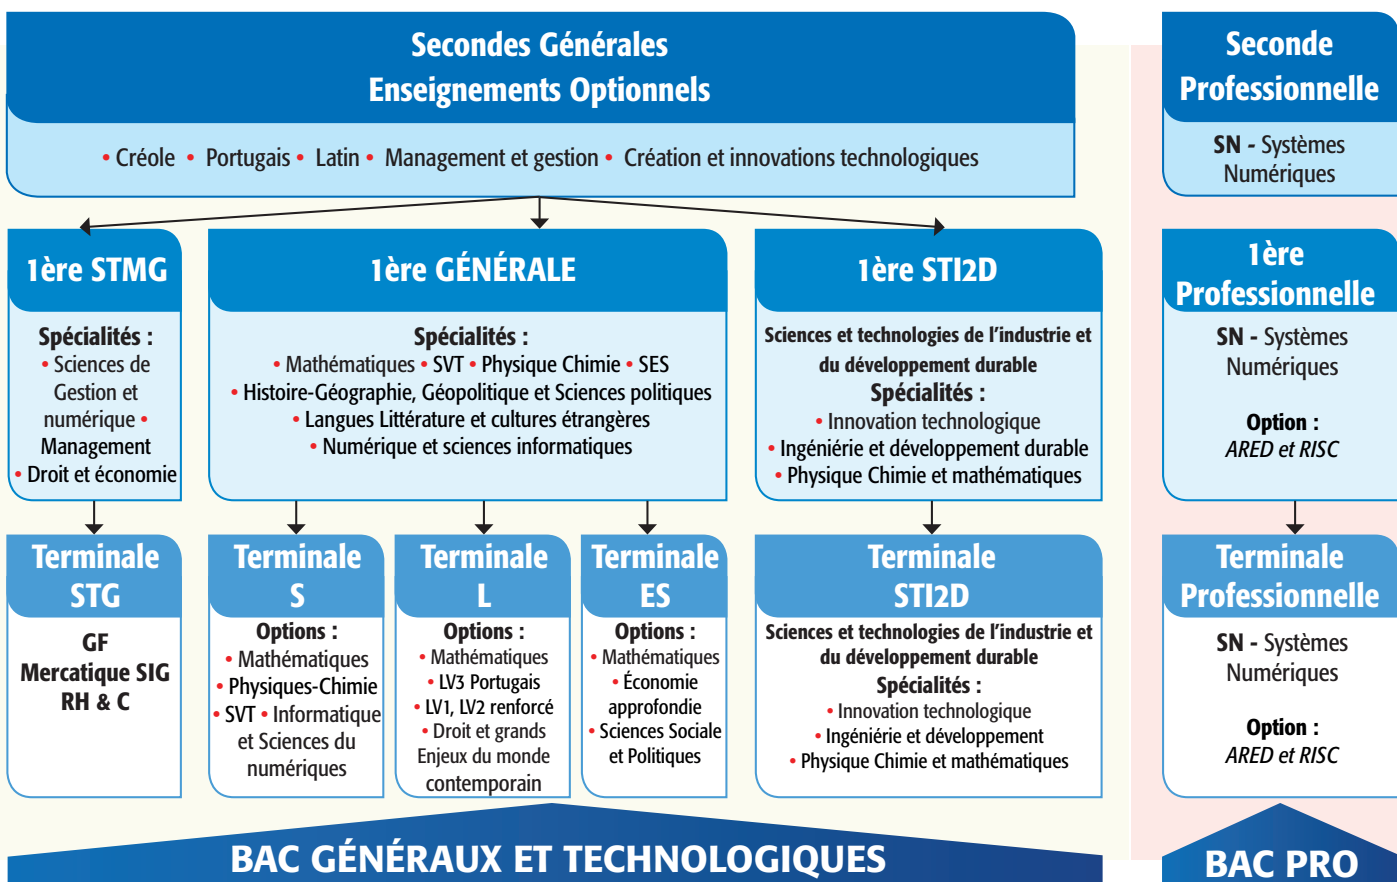 Secondes Générales
Enseignements Optionnels
• Créole • Portugais • Latin • Management et gestion • Création et innovations technologiques
Seconde
Professionnelle
SN - Systèmes
Numériques
1ère STMG
Spécialités :
• Sciences de
Gestion et
numérique •
Management
• Droit et économie
1ère GÉNÉRALE
Spécialités :
• Mathématiques • SVT • Physique Chimie • SES
• Histoire-Géographie, Géopolitique et Sciences politiques
• Langues Littérature et cultures étrangères
• Numérique et sciences informatiques
1ère STI2D
Sciences et technologies de l'industrie et
du développement durable
Spécialités :
• Innovation technologique
• Ingéniérie et développement durable
• Physique Chimie et mathématiques
1ère
Professionnelle
SN - Systèmes
Numériques
Option :
ARED et RISC
Terminale
STG
GF
Mercatique SIG
RH & C
Terminale
S
Options :
• Mathématiques
• Physiques-Chimie
• SVT • Informatique
et Sciences du
numériques
Terminale
L
Options :
• Mathématiques
• LV3 Portugais
• LV1, LV2 renforcé
• Droit et grands
Enjeux du monde
contemporain
Terminale
ES
Options :
• Mathématiques
• Économie
approfondie
• Sciences Sociale
et Politiques
Terminale
STI2D
Sciences et technologies de l'industrie et
du développement durable
Spécialités :
• Innovation technologique
• Ingéniérie et développement
• Physique Chimie et mathématiques
Terminale
Professionnelle
SN - Systèmes
Numériques
Option :
ARED et RISC
BAC GÉNÉRAUX ET TECHNOLOGIQUES
BAC PRO